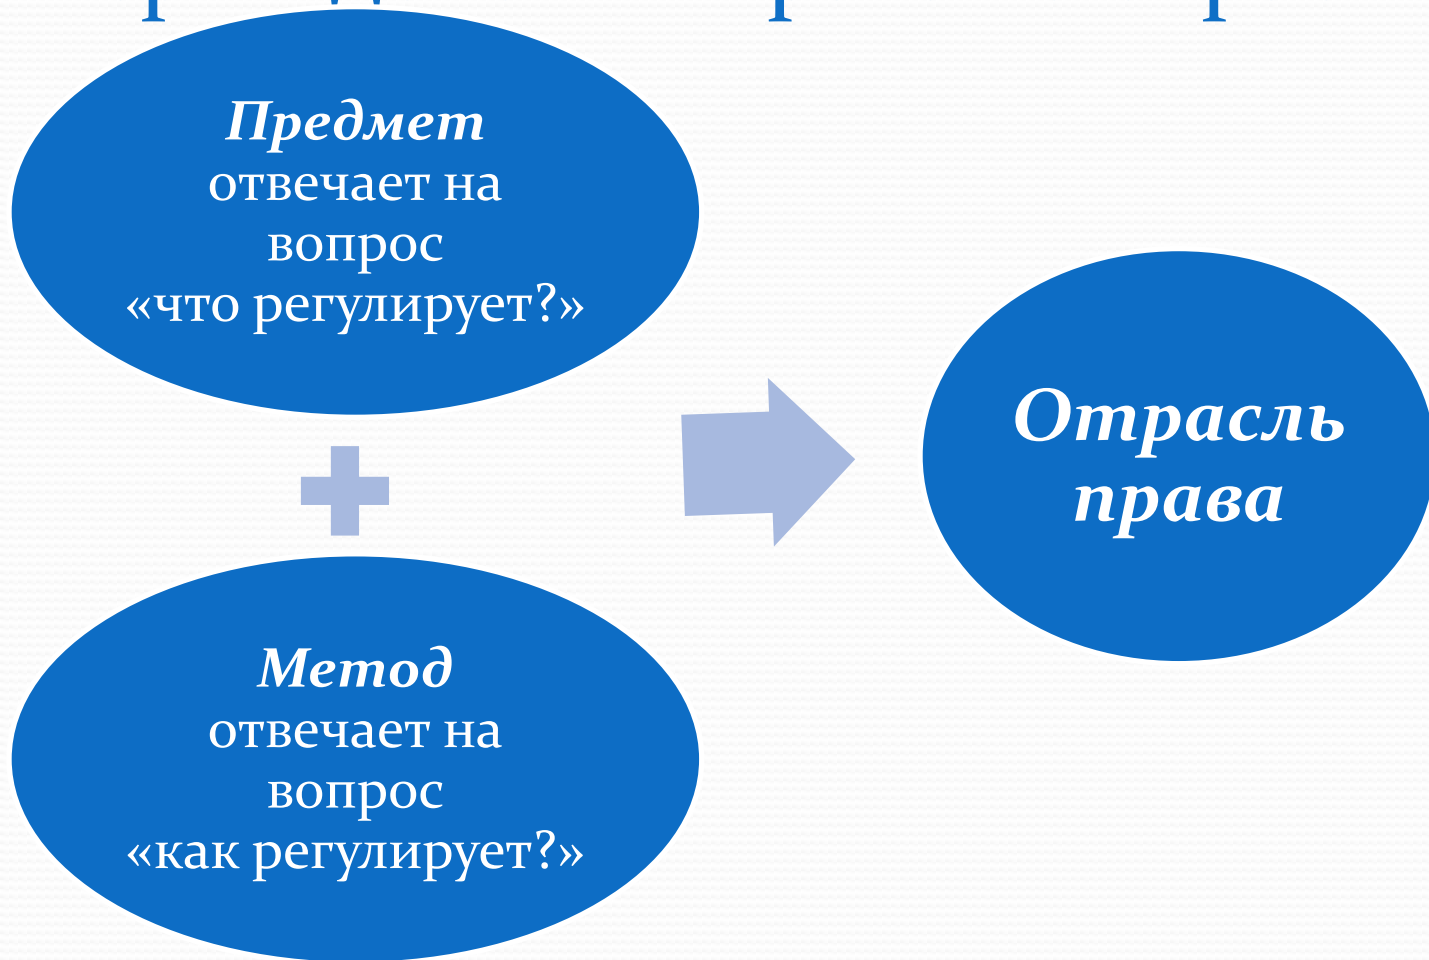 Предмет
отвечает на
вопрос
«что регулирует?»
Метод
отвечает на
вопрос
«как регулирует?»
Отрасль
права